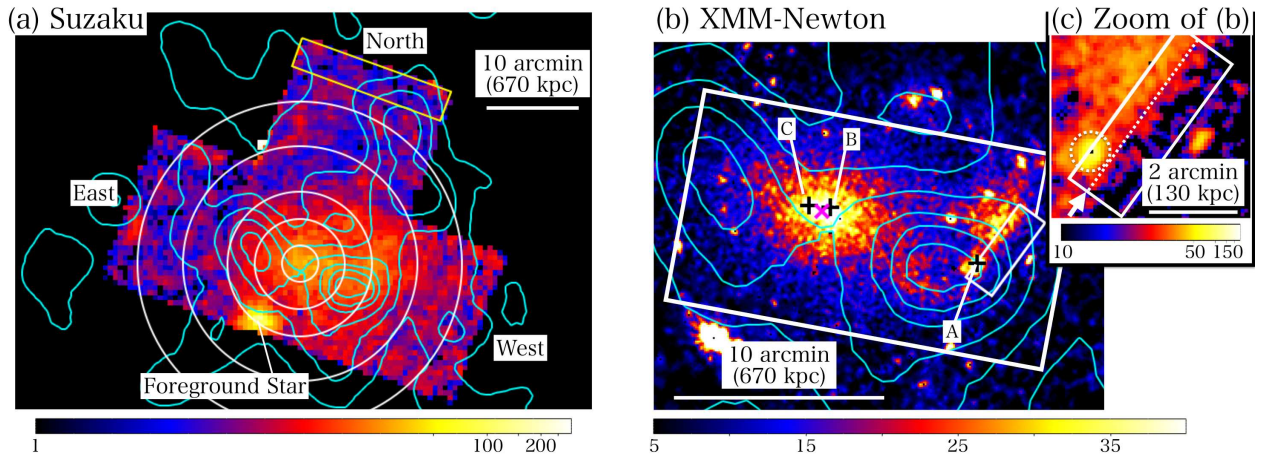 (a) Suzaku
North
10 arcmin
(670 kpc)
East
West
Foreground Star
1 100 200
(b) XMM-Newton
C
B
A
10 arcmin
(670 kpc)
5 15 25 35
(c) Zoom of (b)
2 arcmin
(130 kpc)
10 50 150